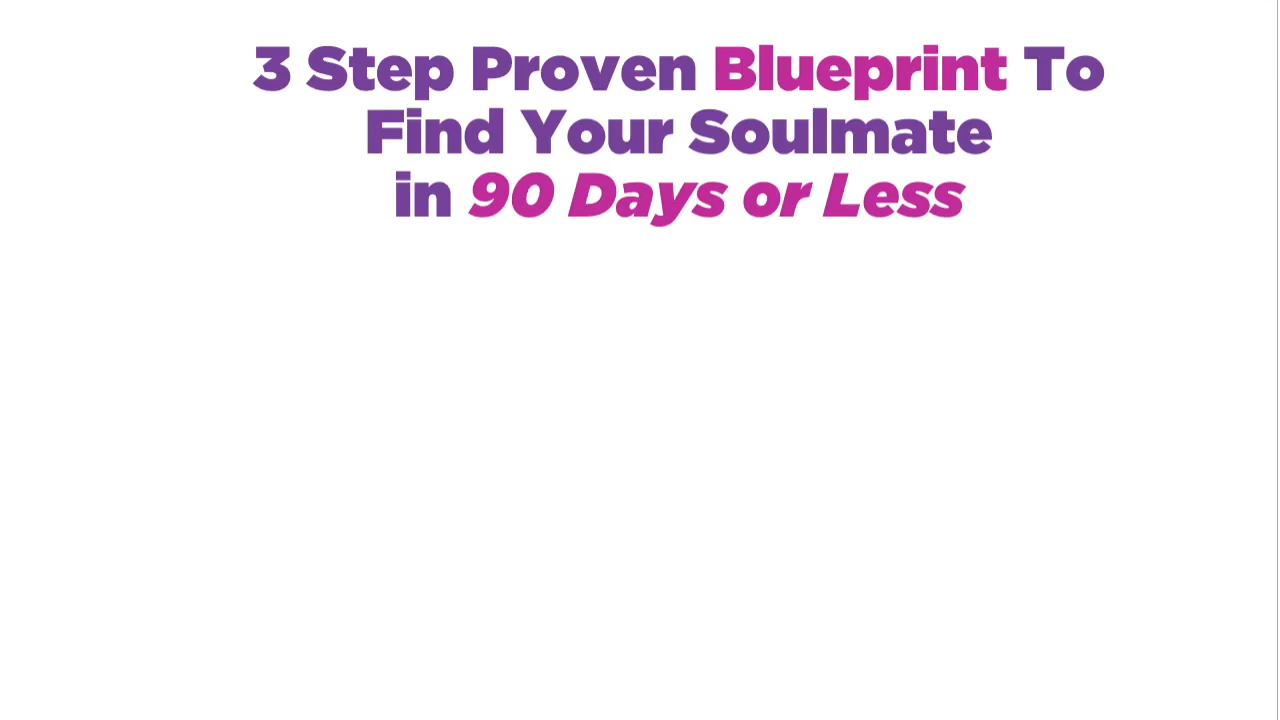 3 Step Proven Blueprint To
Find Your Soulmate
in 90 Days or Less